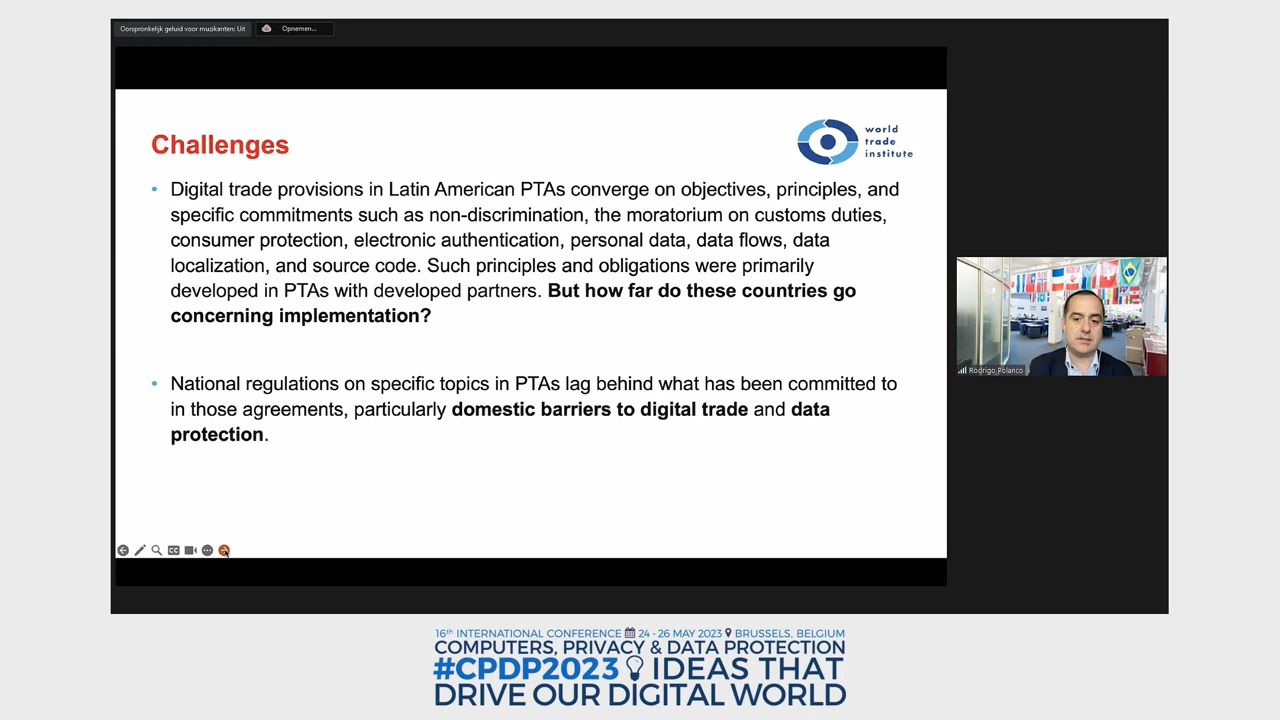 Oorspronkelijk geluid voor muzikanten: Uit
Opnemen...
Challenges
world
trade
institute
• Digital trade provisions in Latin American PTAs converge on objectives, principles, and
specific commitments such as non-discrimination, the moratorium on customs duties,
consumer protection, electronic authentication, personal data, data flows, data
localization, and source code. Such principles and obligations were primarily
developed in PTAs with developed partners. But how far do these countries go
concerning implementation?
• National regulations on specific topics in PTAs lag behind what has been committed to
in those agreements, particularly domestic barriers to digital trade and data
protection.
Rodrigo Polanco
CC
16th INTERNATIONAL CONFERENCE 24 - 26 MAY 2023 BRUSSELS, BELGIUM
COMPUTERS, PRIVACY & DATA PROTECTION
#CPDP2023 IDEAS THAT
DRIVE OUR DIGITAL WORLD